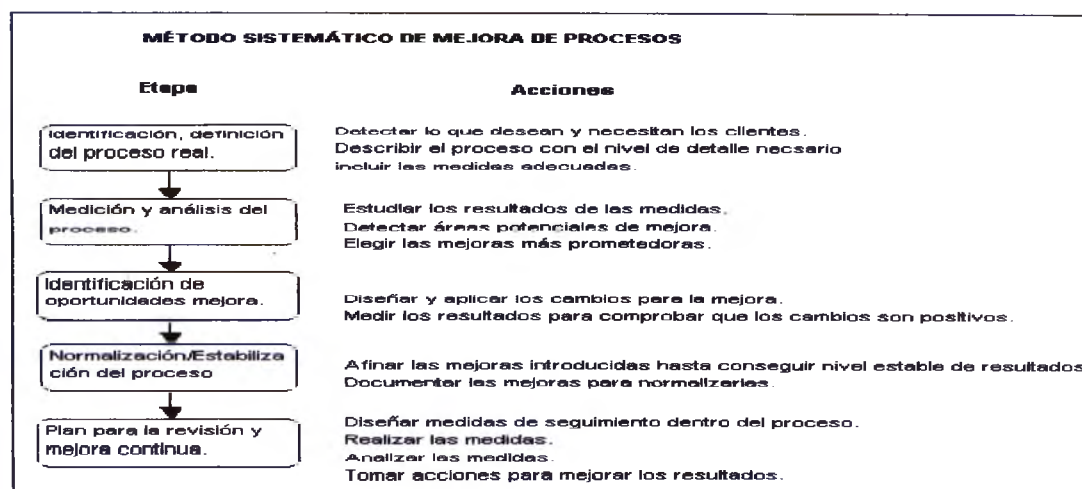 MÉTODO SISTEMÁTICO DE MEJORA DE PROCESOS
Etapa Acciones
Identificación, definición
del proceso real.
Detectar lo que desean y necesitan los clientes.
Describir el proceso con el nivel de detalle necsario
incluir las medidas adecuadas.
Medición y análisis del
proceso.
Estudiar los resultados de las medidas.
Detectar áreas potenciales de mejora.
Elegir las mejoras más prometedoras.
Identificación de
oportunidades mejora.
Diseñar y aplicar los cambios para la mejora.
Medir los resultados para comprobar que los cambios son positivos.
Normalización/Estabiliza
ción del proceso
Afinar las mejoras introducidas hasta conseguir nivel estable de resultados
Documentar las mejoras para normalizarlas.
Plan para la revisión y
mejora continua.
Diseñar medidas de seguimiento dentro del proceso.
Realizar las medidas.
Analizar las medidas.
Tomar acciones para mejorar los resultados.